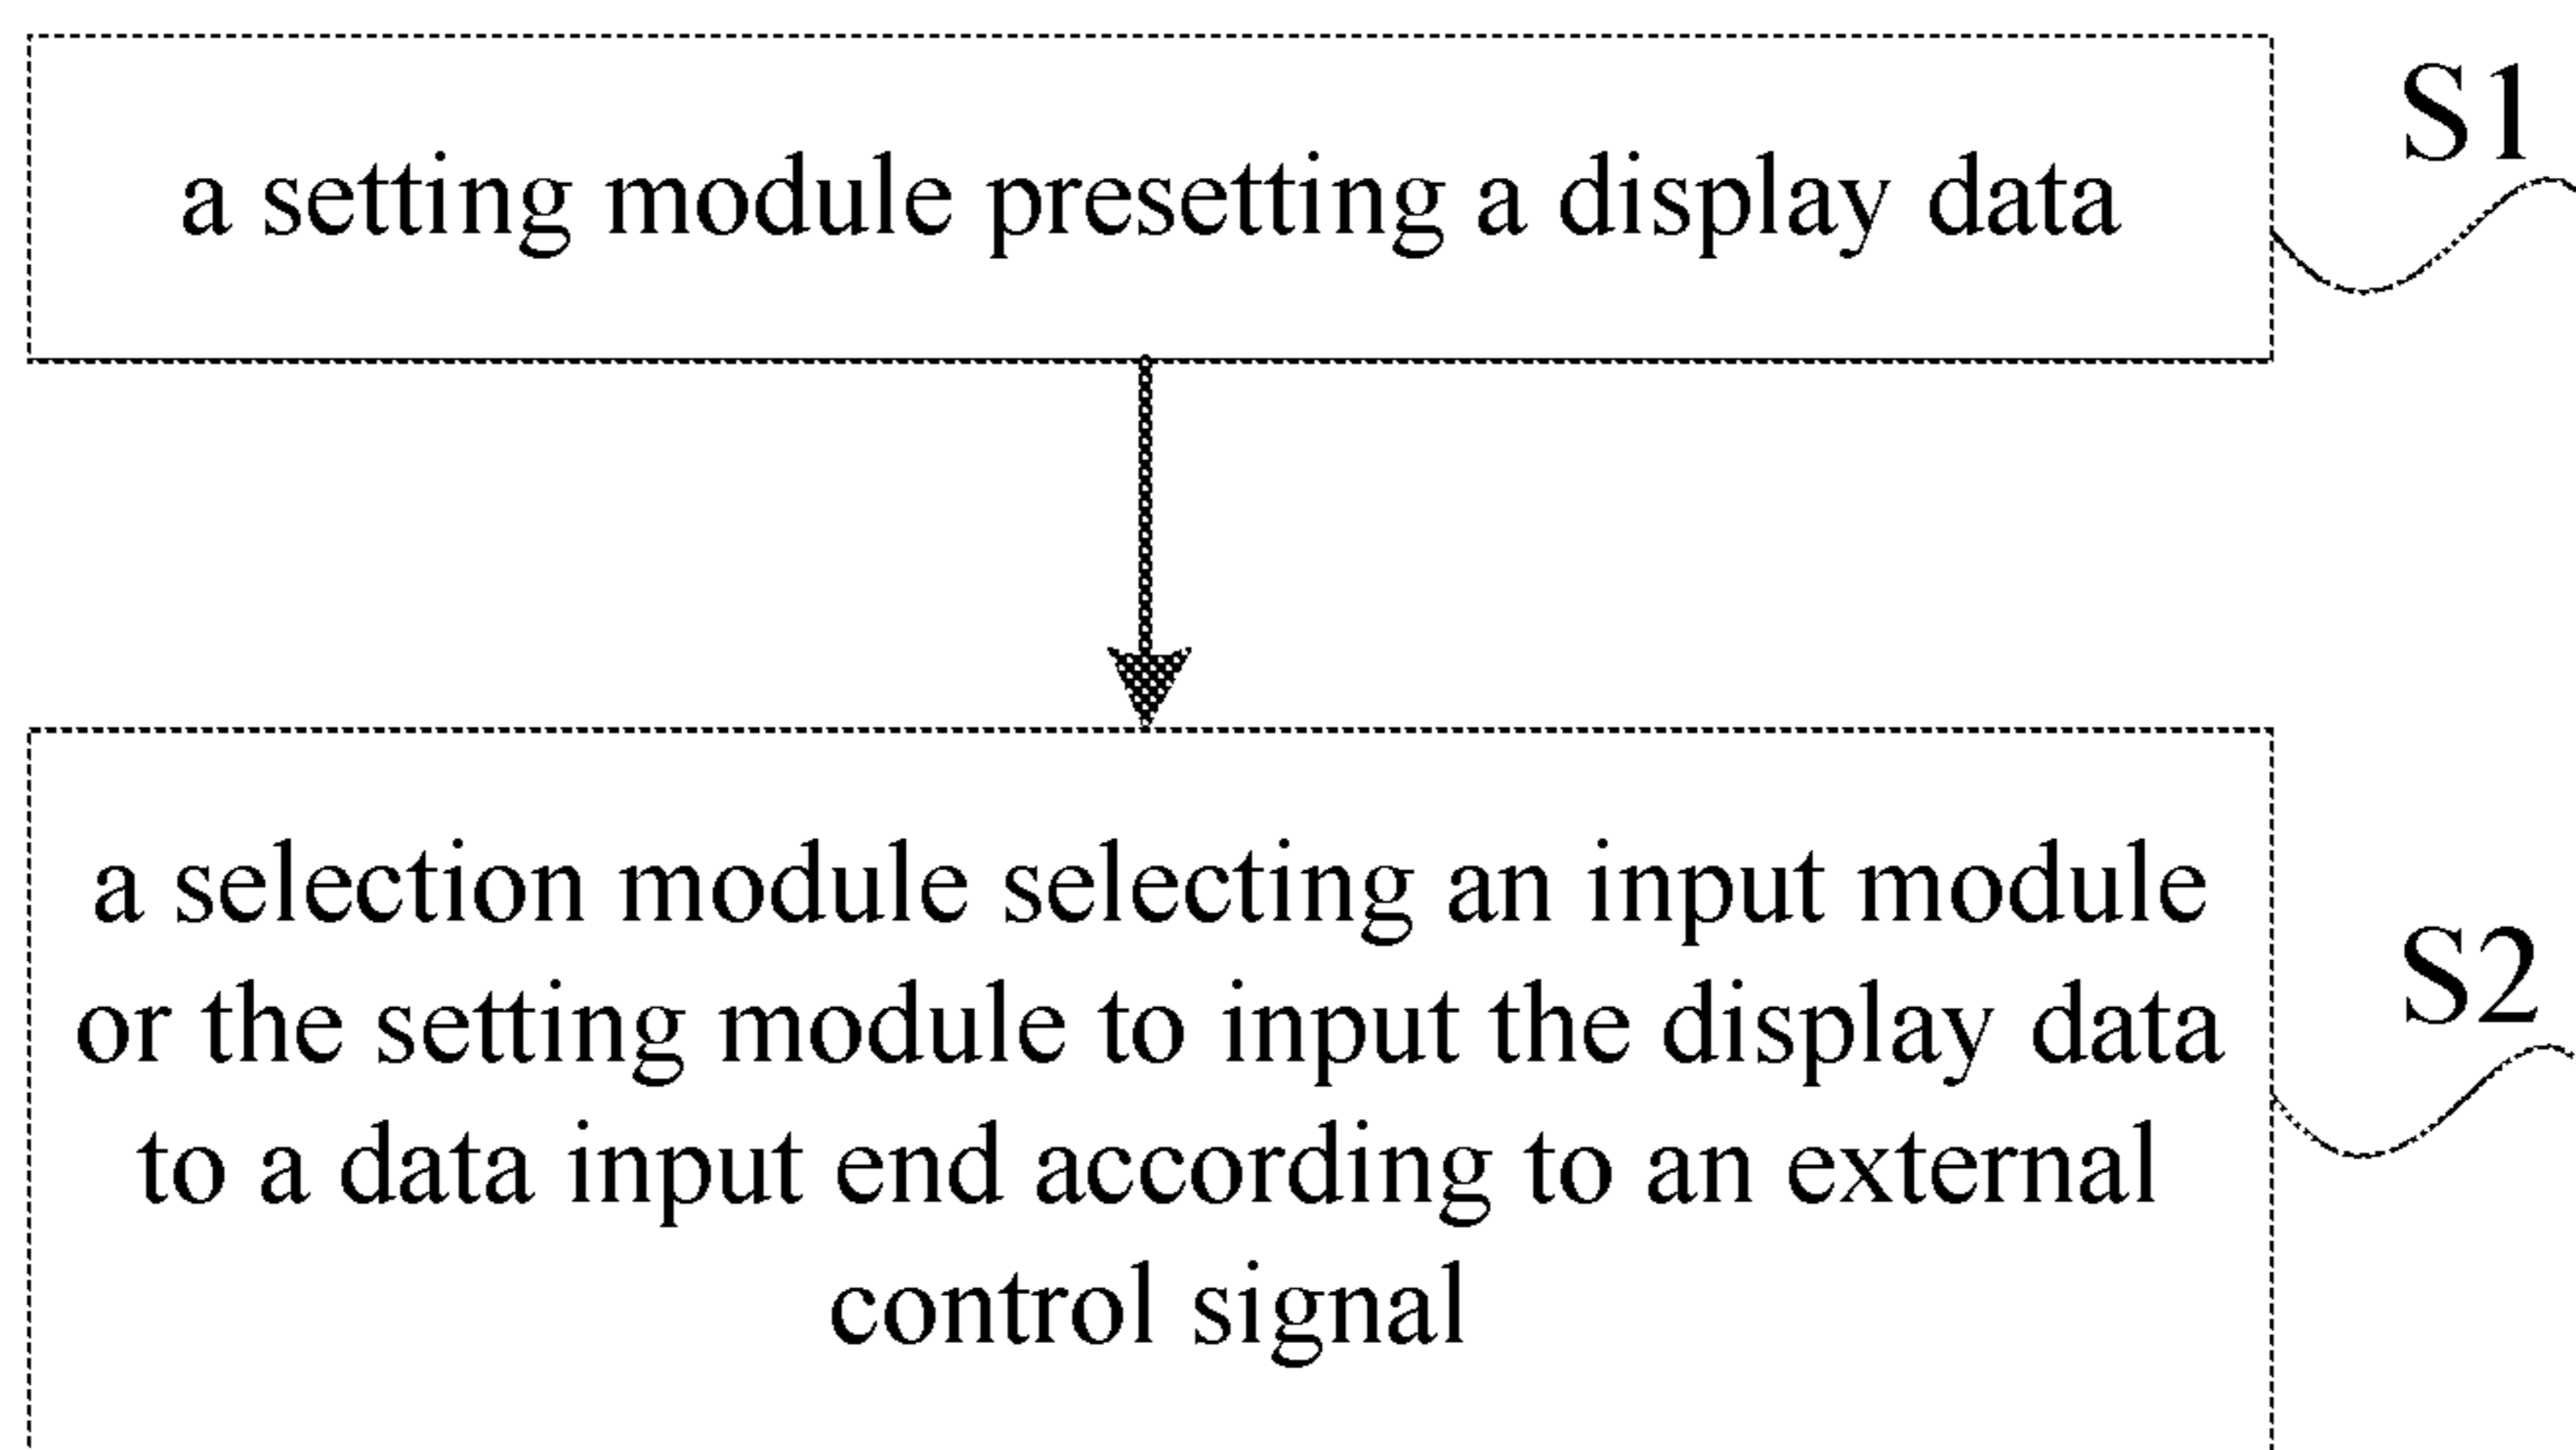 S1
a setting module presetting a display data
a selection module selecting an input module
or the setting module to input the display data
S2
to a data input end according to an external
control signal